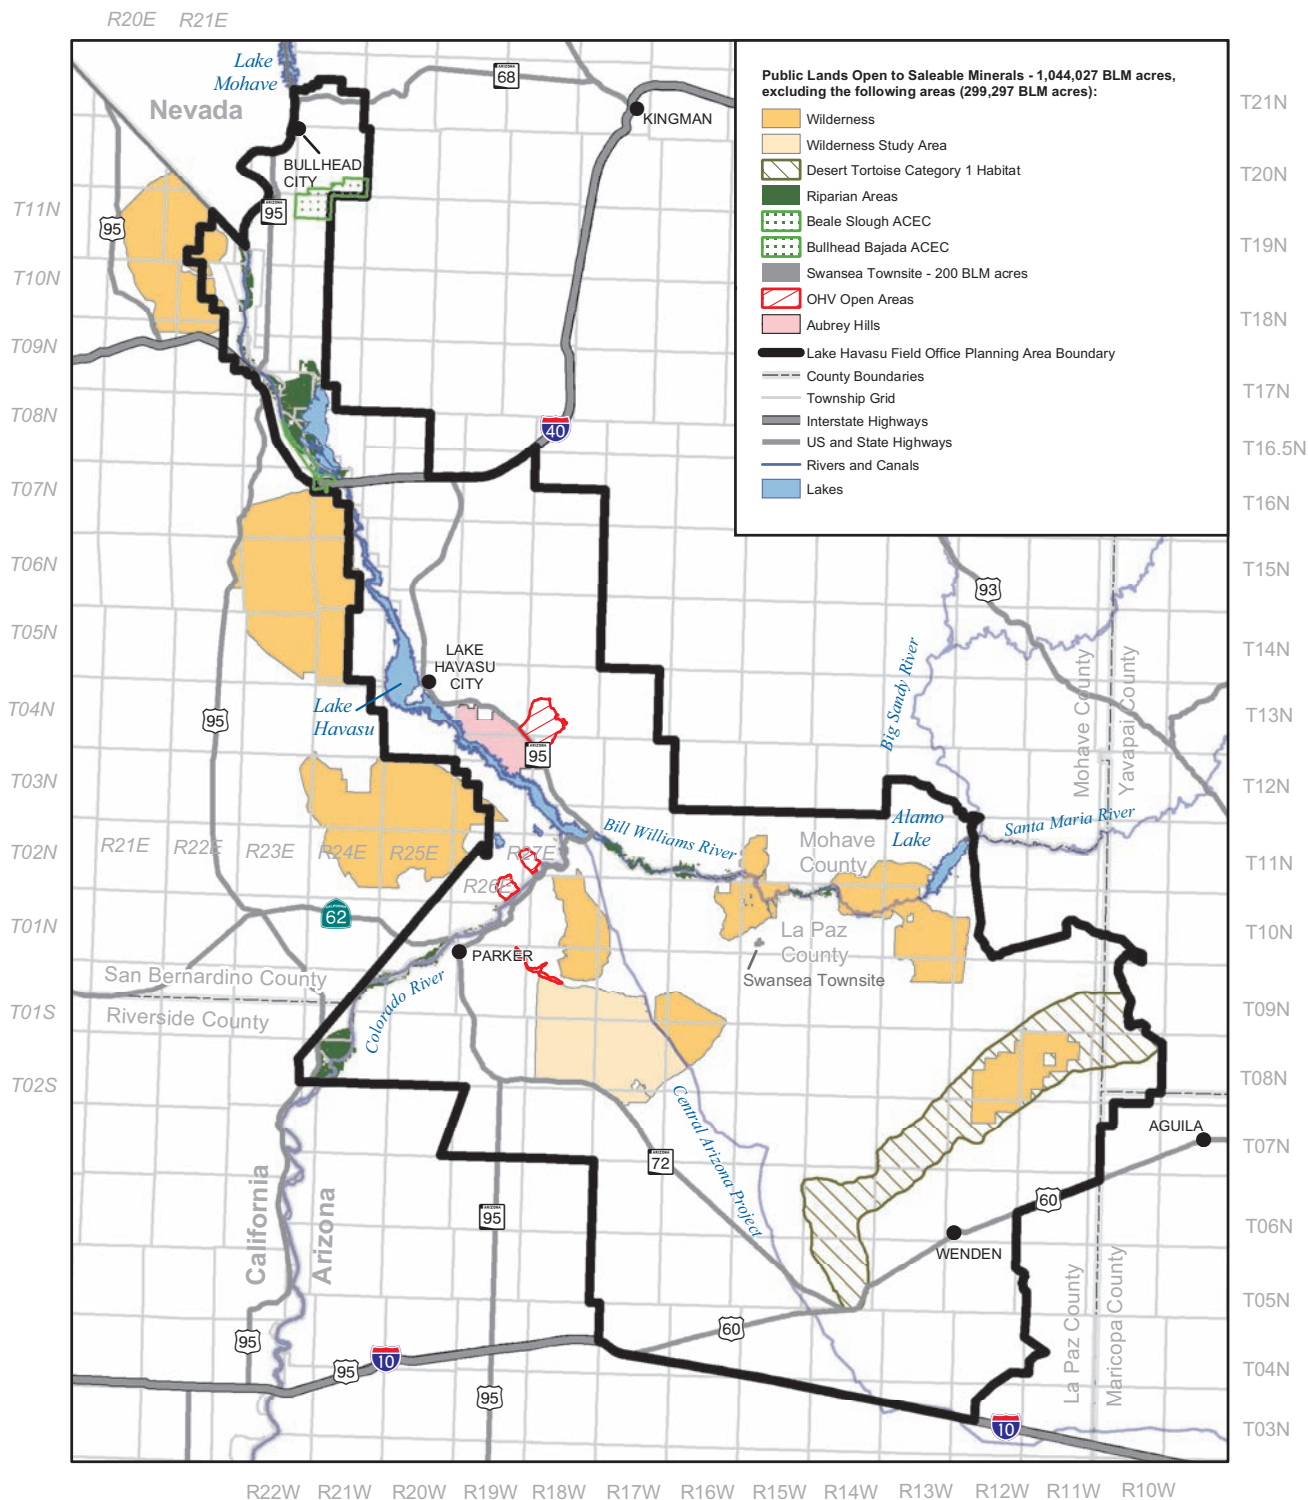 R20E R21E
Lake
Mohave
Nevada
ARIZONA
68
KINGMAN
BULLHEAD
CITY
Public Lands Open to Saleable Minerals - 1,044,027 BLM acres,
excluding the following areas (299,297 BLM acres):
Wilderness
Wilderness Study Area
Desert Tortoise Category 1 Habitat
Riparian Areas
Beale Slough ACEC
Bullhead Bajada ACEC
Swansea Townsite - 200 BLM acres
OHV Open Areas
Aubrey Hills
Lake Havasu Field Office Planning Area Boundary
County Boundaries
Township Grid
Interstate Highways
US and State Highways
Rivers and Canals
Lakes
T21N
T20N
T19N
T18N
T17N
T16.5N
T16N
T15N
T14N
T13N
T12N
T11N
T10N
T09N
T08N
T07N
T06N
T05N
T04N
T03N
T11N
T10N
T09N
T08N
T07N
T06N
T05N
T04N
T03N
T02N
T01N
T01S
T02S
95
ARIZONA
95
40
93
LAKE
HAVASU
CITY
Lake
Havasu
95
ARIZONA
95
Big Sandy River
Mohave County
Yavapai County
Santa Maria River
Alamo
Lake
Bill Williams River
Mohave
County
R21E R22E R23E R24E R25E R27E
R26E
CALIFORNIA
62
La Paz
County
PARKER
Swansea Townsite
San Bernardino County
Riverside County
Colorado River
Central Arizona Project
AGUILA
ARIZONA
72
60
California
Arizona
ARIZONA
95
WENDEN
La Paz County
Maricopa County
60
95
10
95
95
10
R22W R21W R20W R19W R18W R17W R16W R15W R14W R13W R12W R11W R10W